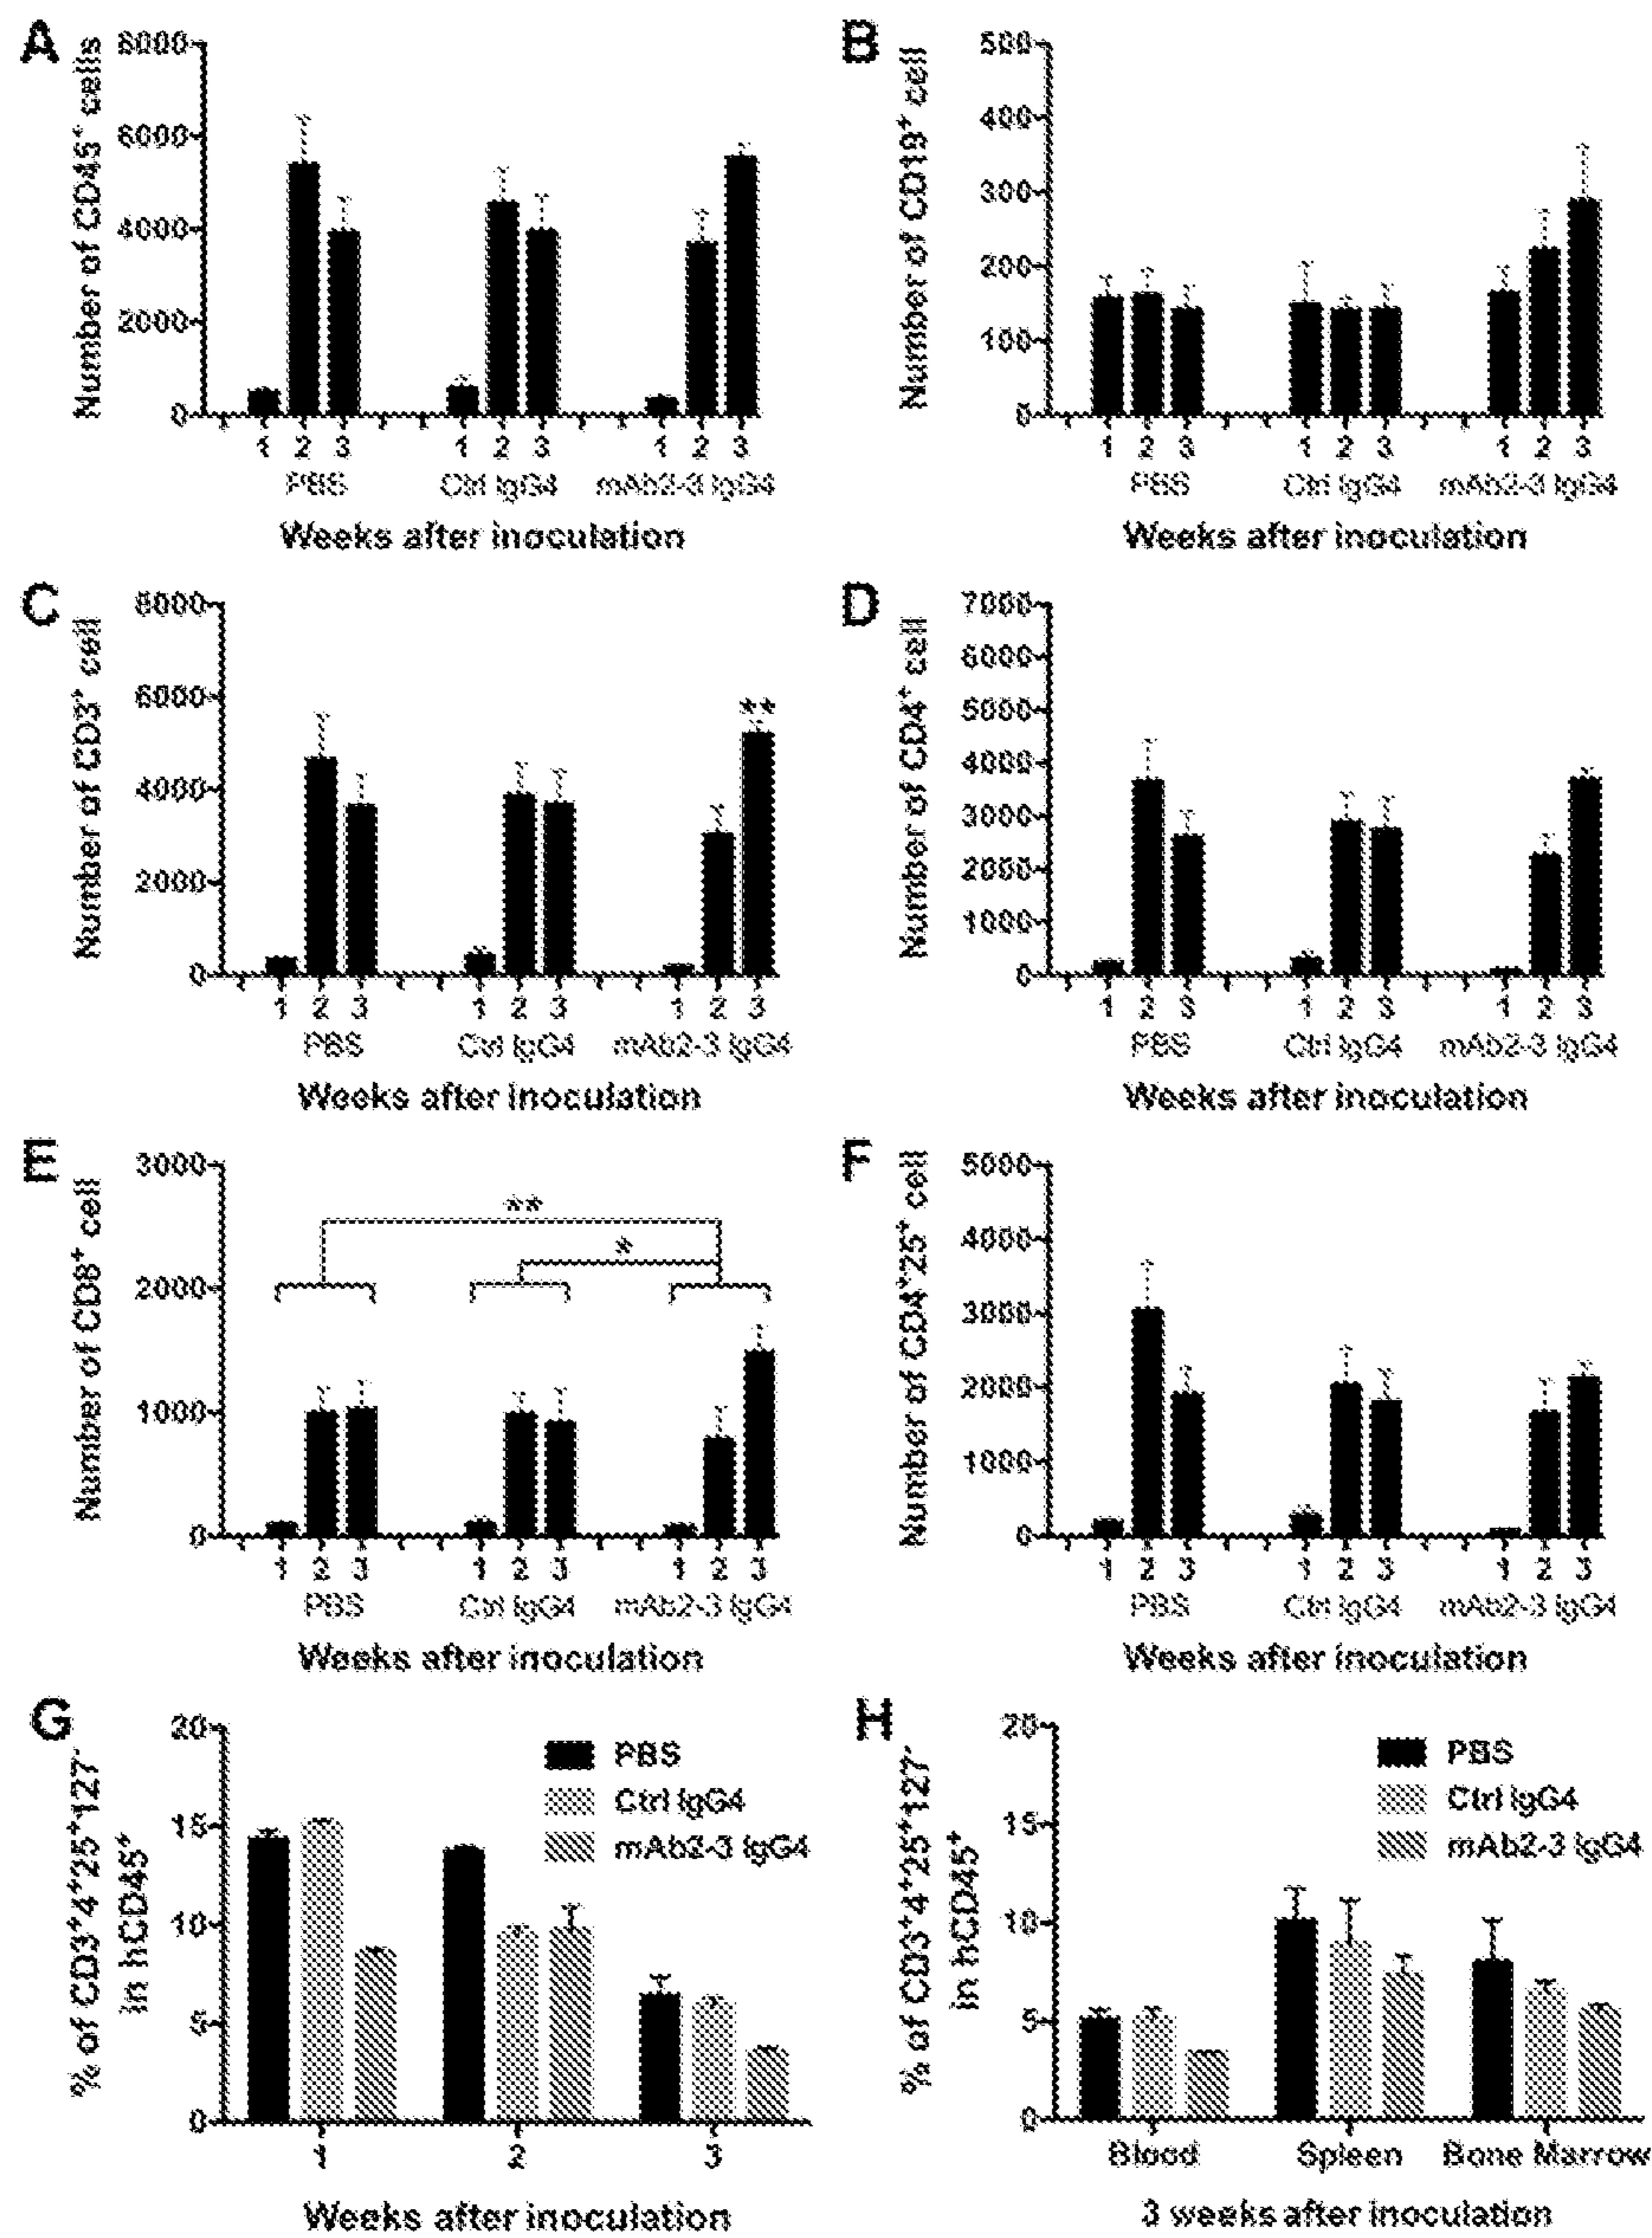 A
Number of CD45+ cells
8000
6000
4000
2000
0
1 2 3 1 2 3 1 2 3
PBS Ctrl IgG4 mAb2-3 IgG4
Weeks after inoculation
B
Number of CD19+ cell
500
400
300
200
100
0
1 2 3 1 2 3 1 2 3
PBS Ctrl IgG4 mAb2-3 IgG4
Weeks after inoculation
C
Number of CD3+ cell
8000
6000
4000
2000
0
**
1 2 3 1 2 3 1 2 3
PBS Ctrl IgG4 mAb2-3 IgG4
Weeks after inoculation
D
Number of CD4+ cell
7000
6000
5000
4000
3000
2000
1000
0
1 2 3 1 2 3 1 2 3
PBS Ctrl IgG4 mAb2-3 IgG4
Weeks after inoculation
E
Number of CD8+ cell
3000
2000
1000
0
**
*
1 2 3 1 2 3 1 2 3
PBS Ctrl IgG4 mAb2-3 IgG4
Weeks after inoculation
F
Number of CD4+25+ cell
5000
4000
3000
2000
1000
0
1 2 3 1 2 3 1 2 3
PBS Ctrl IgG4 mAb2-3 IgG4
Weeks after inoculation
G
% of CD3+4+25+127-
in hCD45+
20
15
10
5
0
PBS
Ctrl IgG4
mAb2-3 IgG4
1 2 3
Weeks after inoculation
H
% of CD3+4+25+127-
in hCD45+
20
15
10
5
0
PBS
Ctrl IgG4
mAb2-3 IgG4
Blood Spleen Bone Marrow
3 weeks after inoculation